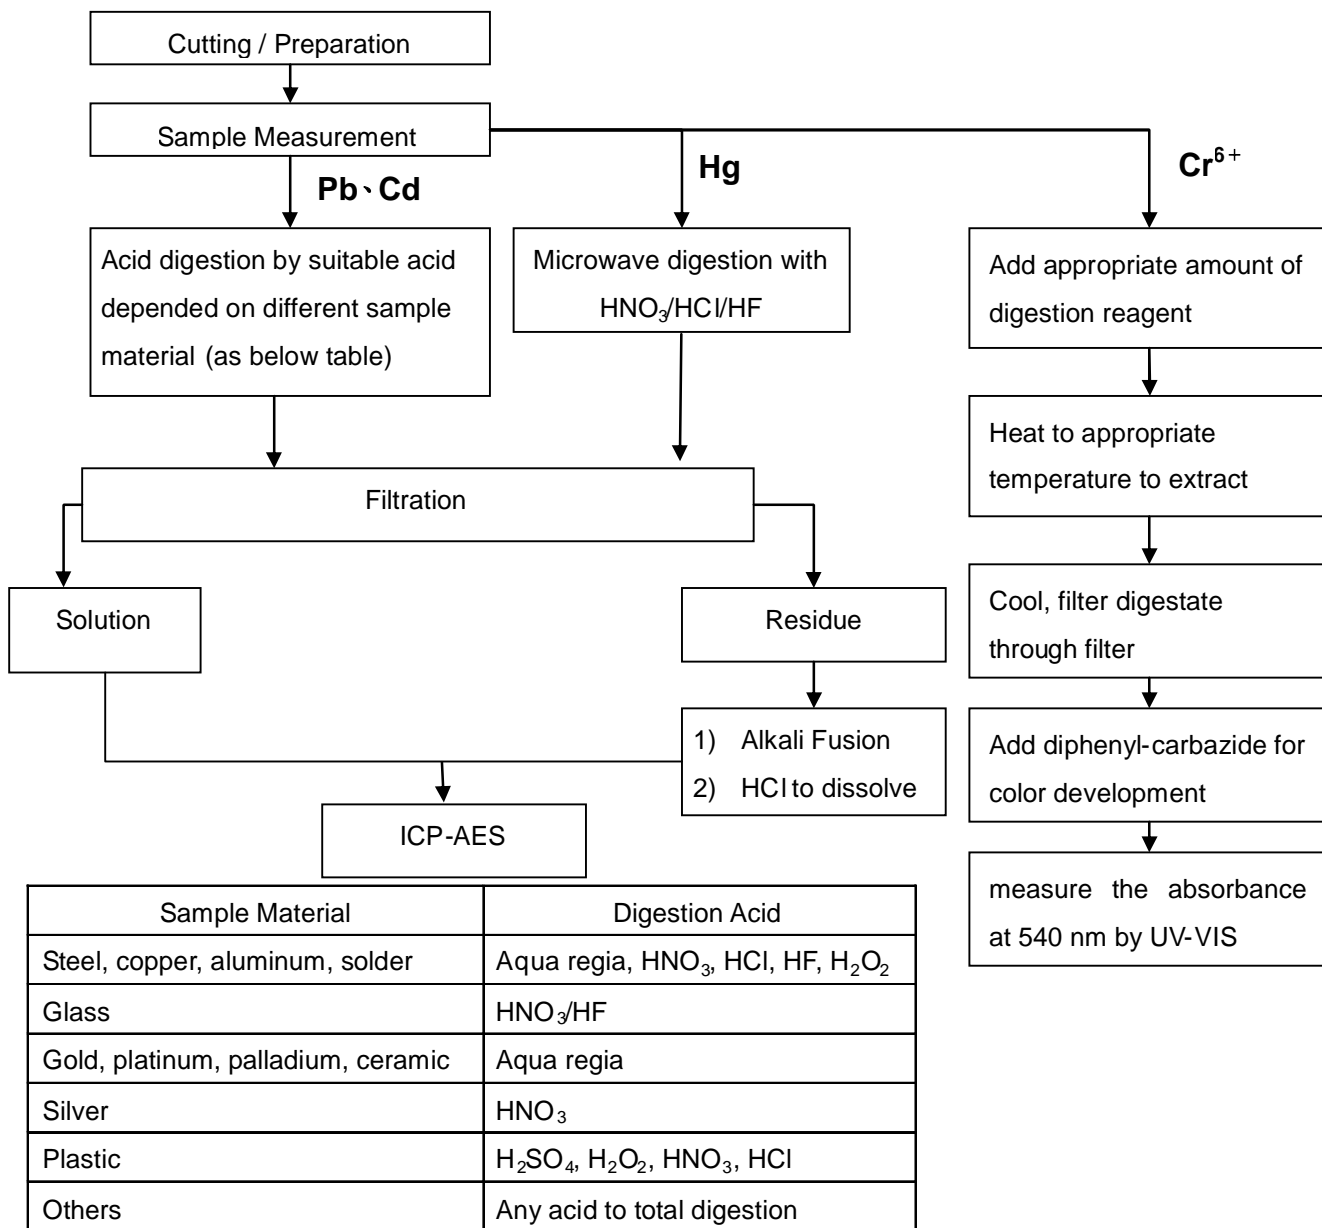 Cutting / Preparation
Sample Measurement
Pb、Cd
Hg
Cr⁶⁺
Acid digestion by suitable acid
depended on different sample
material (as below table)
Microwave digestion with
HNO₃/HCl/HF
Add appropriate amount of
digestion reagent
Heat to appropriate
temperature to extract
Filtration
Solution
Residue
Cool, filter digestate
through filter
1) Alkali Fusion
2) HCl to dissolve
Add diphenyl-carbazide for
color development
ICP-AES
measure the absorbance
at 540 nm by UV-VIS
Sample Material Digestion Acid
Steel, copper, aluminum, solder Aqua regia, HNO₃, HCl, HF, H₂O₂
Glass HNO₃/HF
Gold, platinum, palladium, ceramic Aqua regia
Silver HNO₃
Plastic H₂SO₄, H₂O₂, HNO₃, HCl
Others Any acid to total digestion